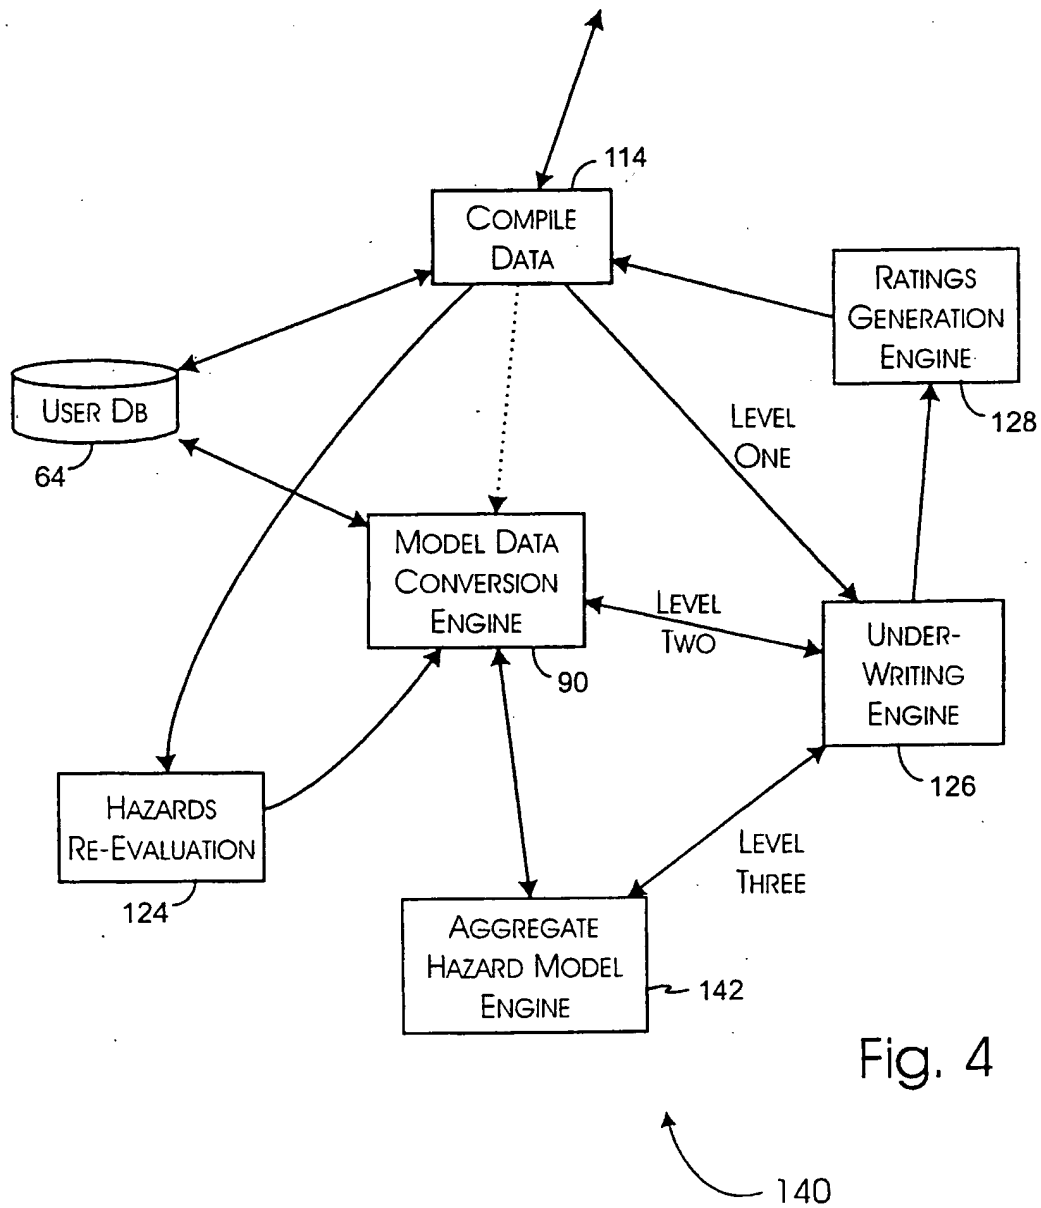 114
COMPILE
DATA
RATINGS
GENERATION
ENGINE
128
USER DB
64
LEVEL
ONE
MODEL DATA
CONVERSION
ENGINE
90
LEVEL
TWO
UNDER-
WRITING
ENGINE
126
HAZARDS
RE-EVALUATION
124
LEVEL
THREE
AGGREGATE
HAZARD MODEL
ENGINE
142
Fig. 4
140